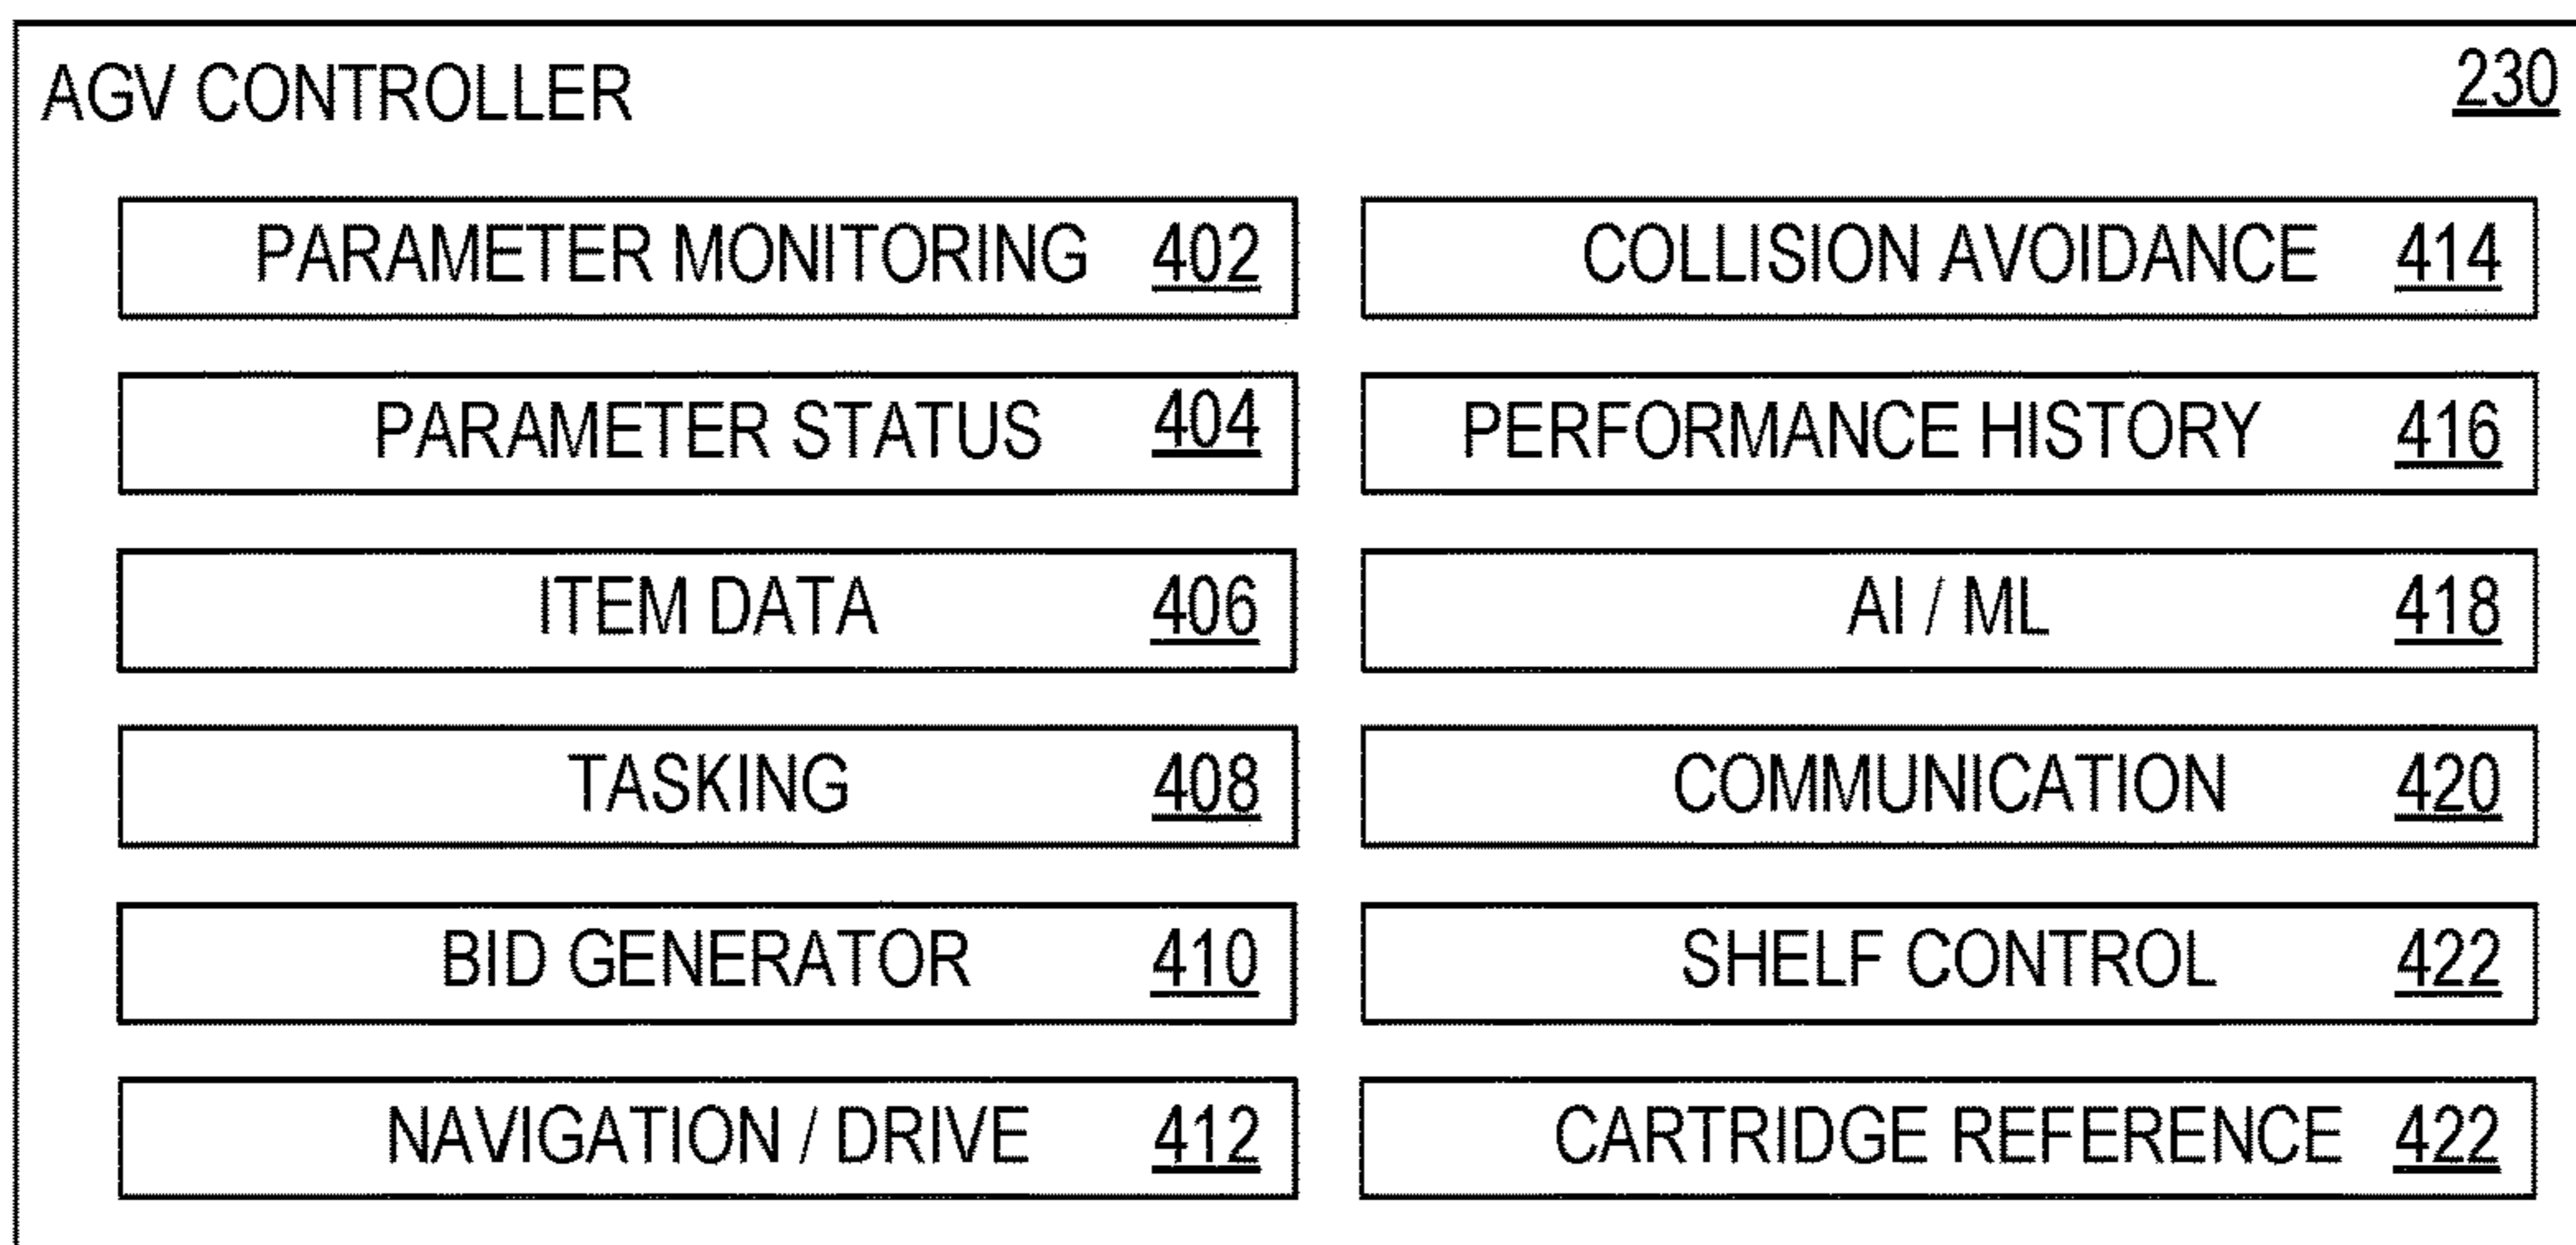 AGV CONTROLLER 230
PARAMETER MONITORING 402
COLLISION AVOIDANCE 414
PARAMETER STATUS 404
PERFORMANCE HISTORY 416
ITEM DATA 406
AI / ML 418
TASKING 408
COMMUNICATION 420
BID GENERATOR 410
SHELF CONTROL 422
NAVIGATION / DRIVE 412
CARTRIDGE REFERENCE 422